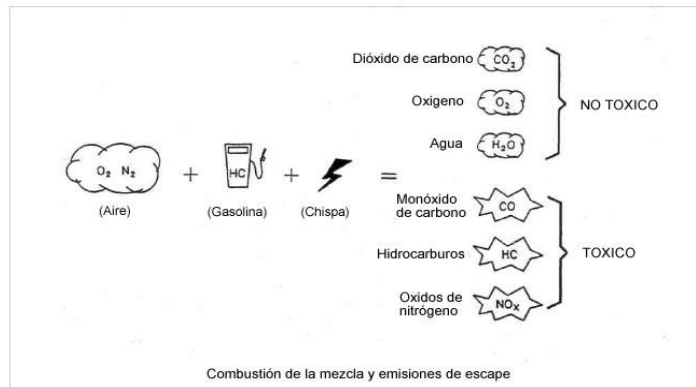 Dióxido de carbono
CO₂
Oxigeno
O₂
NO TOXICO
Agua
H₂O
O₂ N₂
+
HC
+
=
(Aire)
(Gasolina)
(Chispa)
Monóxido
de carbono
CO
Hidrocarburos
HC
TOXICO
Oxidos de
nitrógeno
NOx
Combustión de la mezcla y emisiones de escape